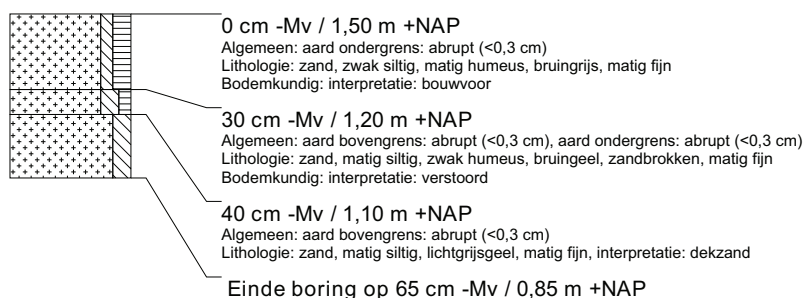 0 cm -Mv / 1,50 m +NAP
Algemeen: aard ondergrens: abrupt (<0,3 cm)
Lithologie: zand, zwak siltig, matig humeus, bruingrijs, matig fijn
Bodemkundig: interpretatie: bouwvoor
30 cm -Mv / 1,20 m +NAP
Algemeen: aard bovengrens: abrupt (<0,3 cm), aard ondergrens: abrupt (<0,3 cm)
Lithologie: zand, matig siltig, zwak humeus, bruingeel, zandbrokken, matig fijn
Bodemkundig: interpretatie: verstoord
40 cm -Mv / 1,10 m +NAP
Algemeen: aard bovengrens: abrupt (<0,3 cm)
Lithologie: zand, matig siltig, lichtgrijsgeel, matig fijn, interpretatie: dekzand
Einde boring op 65 cm -Mv / 0,85 m +NAP